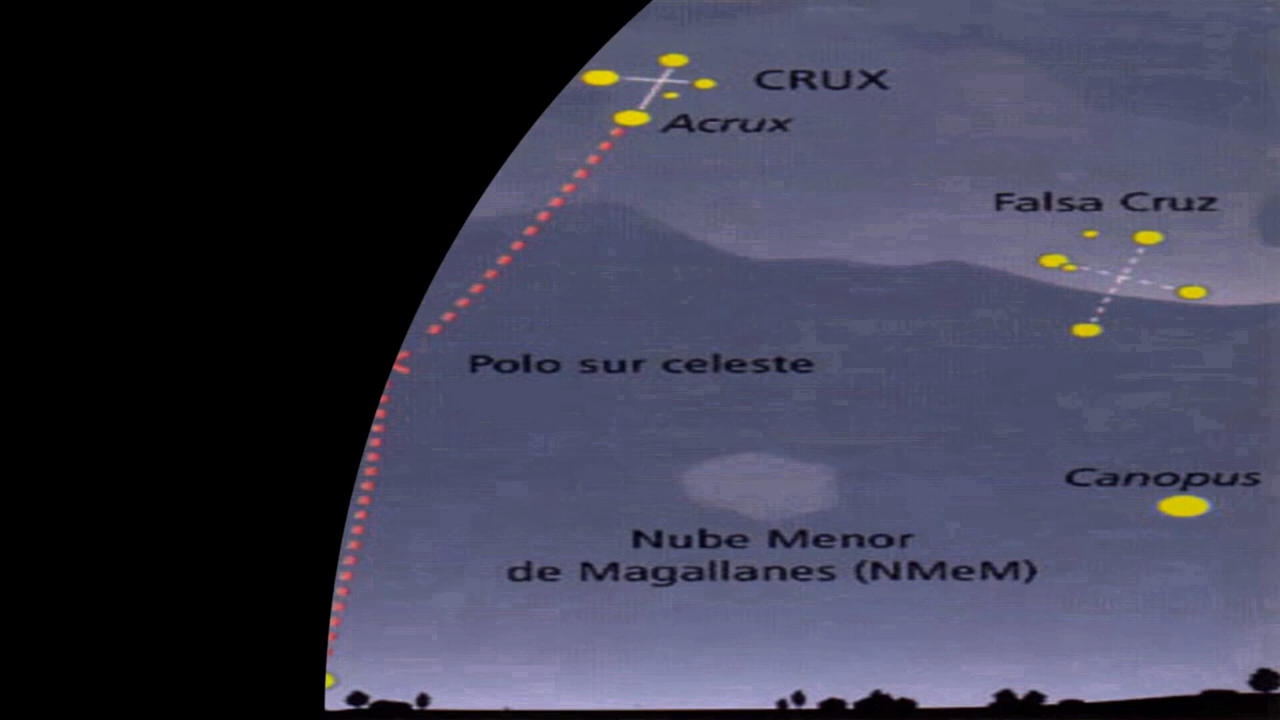 CRUX
Acrux
Falsa Cruz
Polo sur celeste
Canopus
Nube Menor
de Magallanes (NMeM)